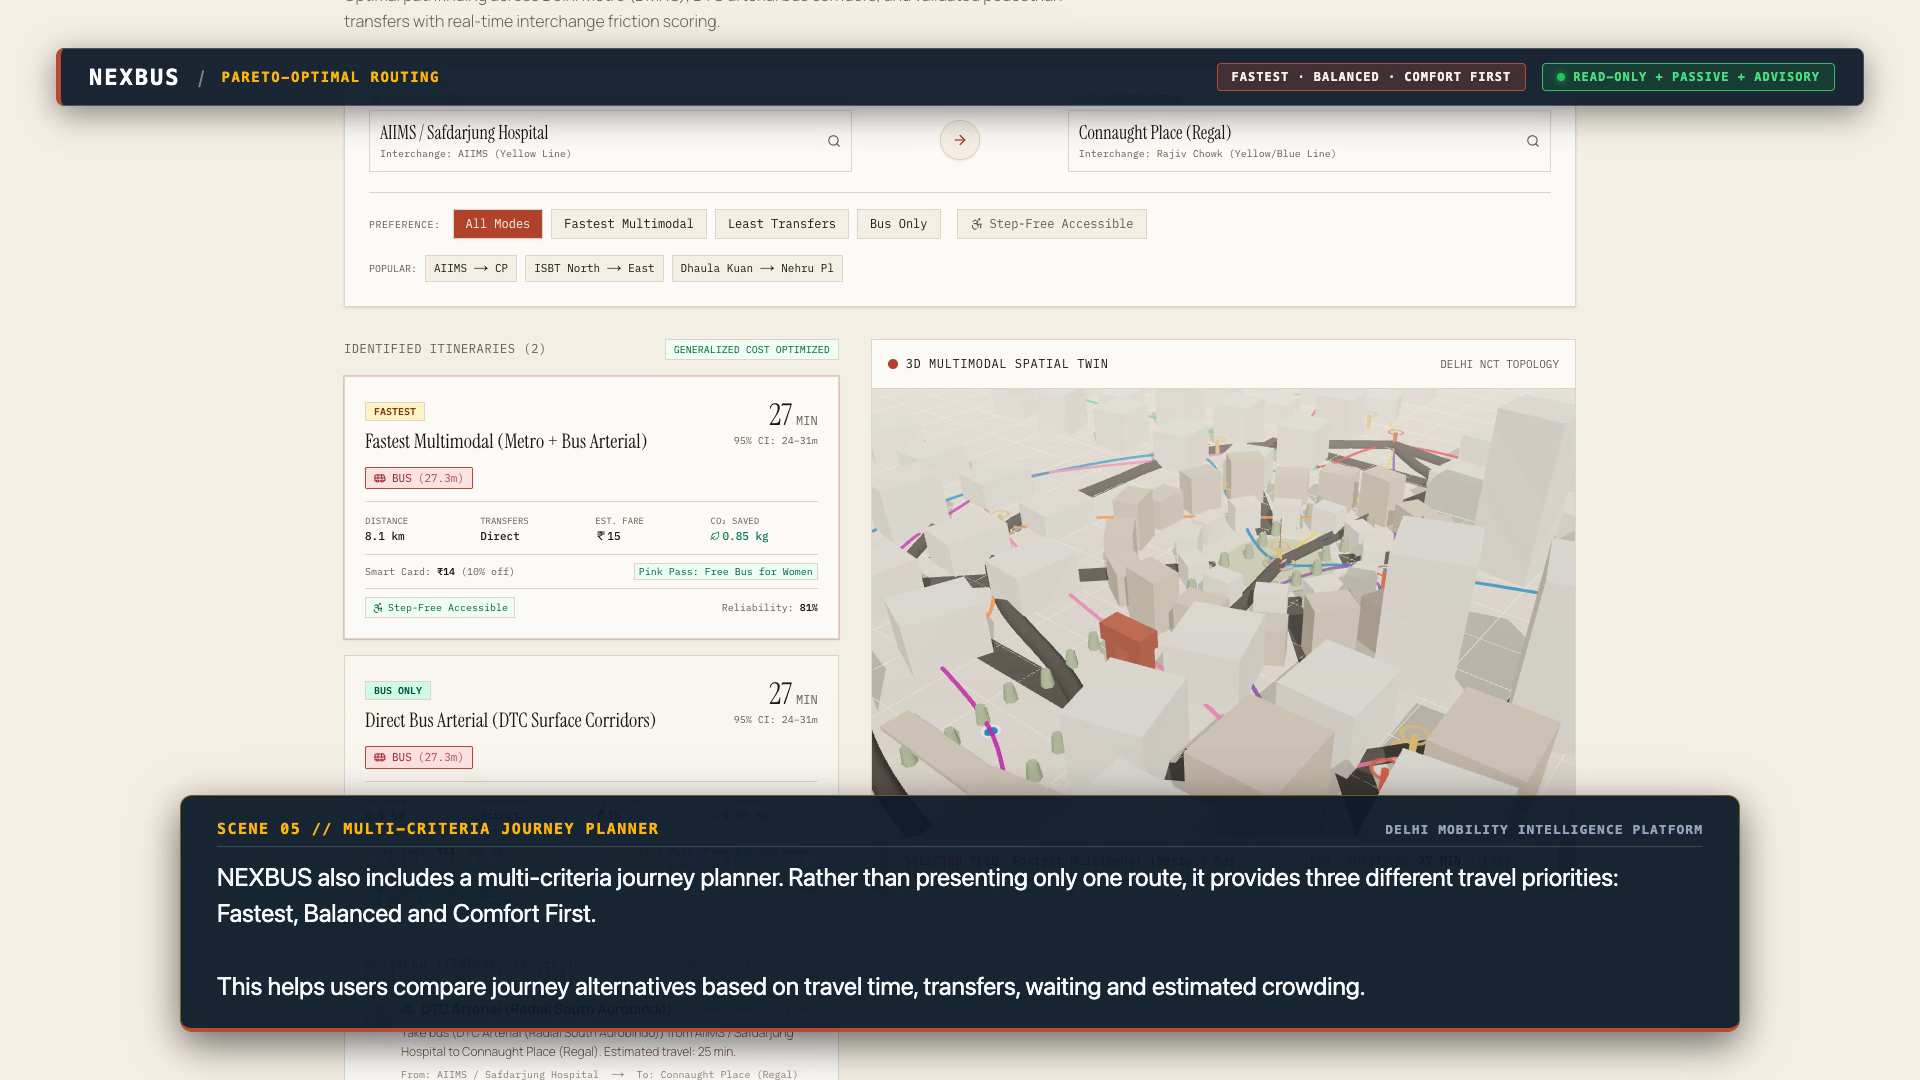 transfers with real-time interchange friction scoring.
NEXBUS / PARETO-OPTIMAL ROUTING
FASTEST · BALANCED · COMFORT FIRST
READ-ONLY + PASSIVE + ADVISORY
AIIMS / Safdarjung Hospital
Interchange: AIIMS (Yellow Line)
Connaught Place (Regal)
Interchange: Rajiv Chowk (Yellow/Blue Line)
PREFERENCE: All Modes Fastest Multimodal Least Transfers Bus Only Step-Free Accessible
POPULAR: AIIMS → CP ISBT North → East Dhaula Kuan → Nehru Pl
IDENTIFIED ITINERARIES (2)
GENERALIZED COST OPTIMIZED
FASTEST
27 MIN
Fastest Multimodal (Metro + Bus Arterial)
95% CI: 24-31m
BUS (27.3m)
DISTANCE TRANSFERS EST. FARE CO₂ SAVED
8.1 km Direct ₹15 0.85 kg
Smart Card: ₹14 (10% off) Pink Pass: Free Bus for Women
Step-Free Accessible Reliability: 81%
BUS ONLY
27 MIN
Direct Bus Arterial (DTC Surface Corridors)
95% CI: 24-31m
BUS (27.3m)
3D MULTIMODAL SPATIAL TWIN
DELHI NCT TOPOLOGY
SCENE 05 // MULTI-CRITERIA JOURNEY PLANNER
DELHI MOBILITY INTELLIGENCE PLATFORM
NEXBUS also includes a multi-criteria journey planner. Rather than presenting only one route, it provides three different travel priorities:
Fastest, Balanced and Comfort First.
This helps users compare journey alternatives based on travel time, transfers, waiting and estimated crowding.
Take bus (DTC Arterial (Radial South Aurobindo)) from AIIMS / Safdarjung
Hospital to Connaught Place (Regal). Estimated travel: 25 min.
From: AIIMS / Safdarjung Hospital → To: Connaught Place (Regal)